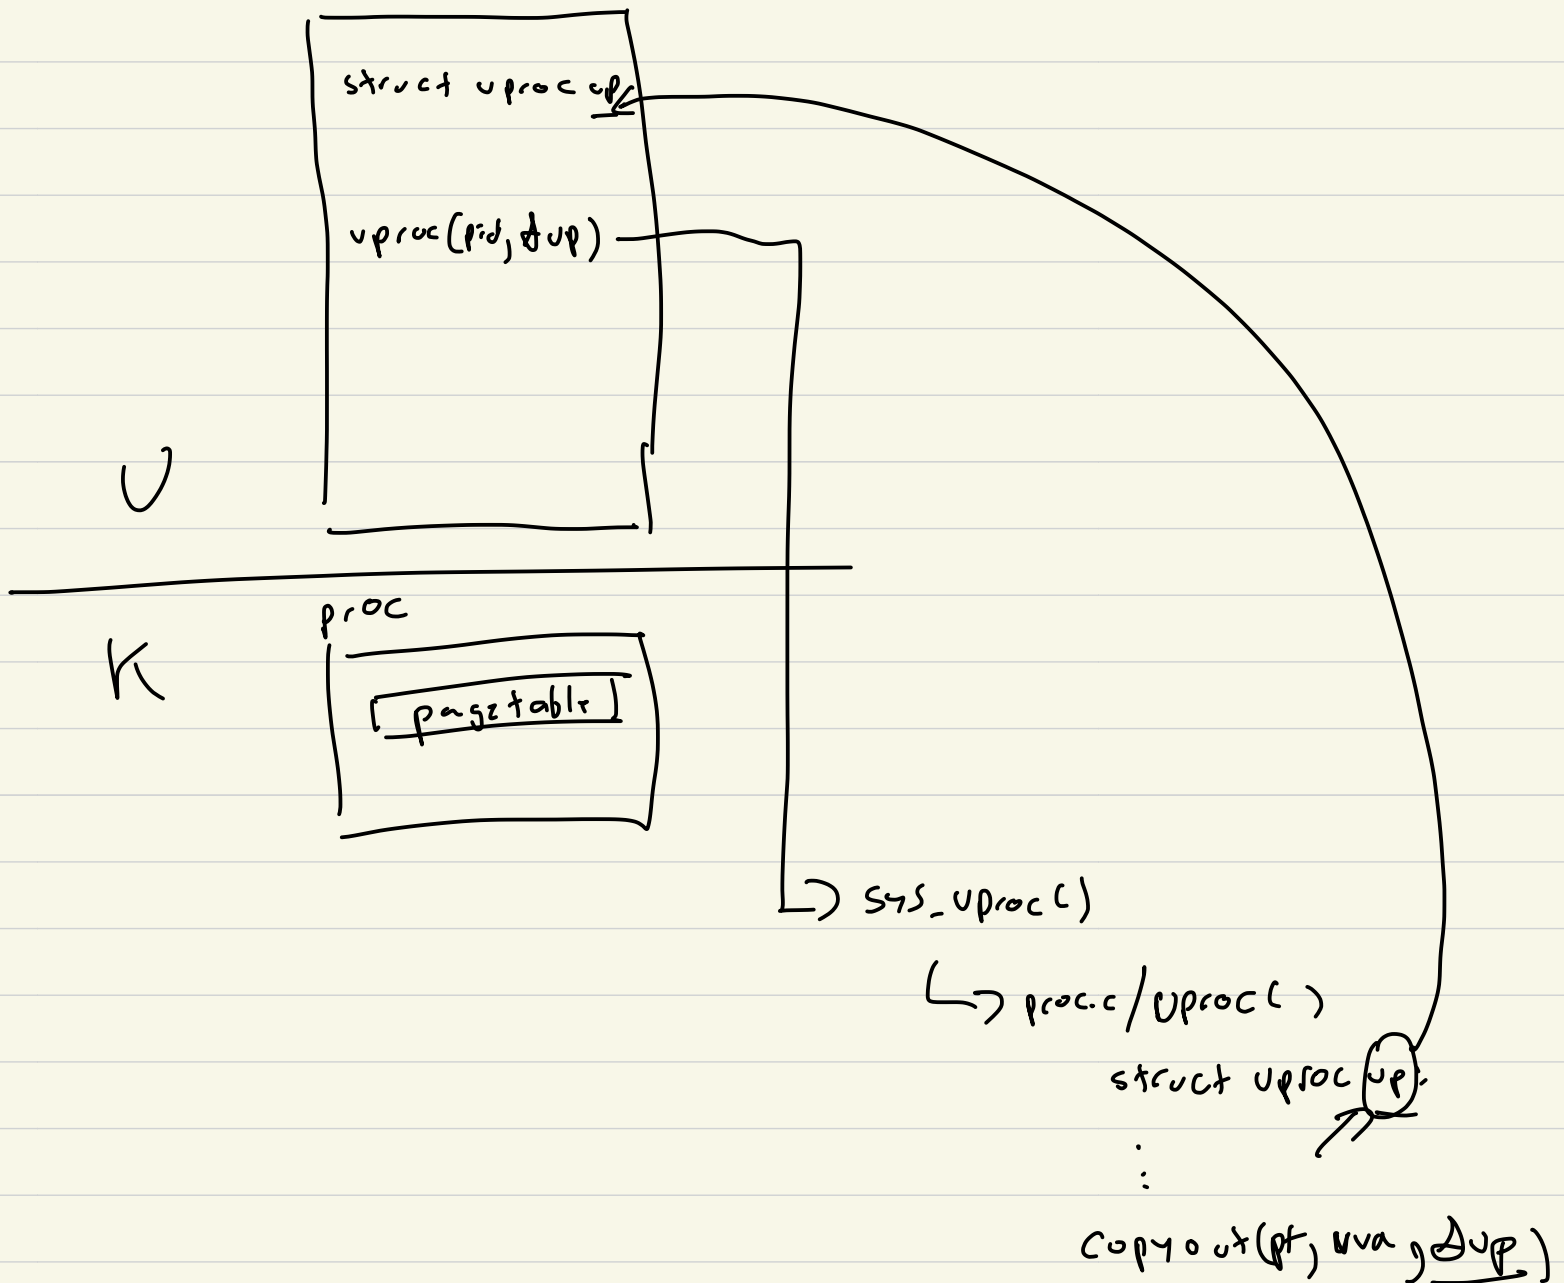 struct uproc up
uproc(pid, &up)
U
K
proc
pagetable
sys_uproc()
proc.c/uproc( )
struct uproc up;
⋮
copyout(pt, uva, &up)